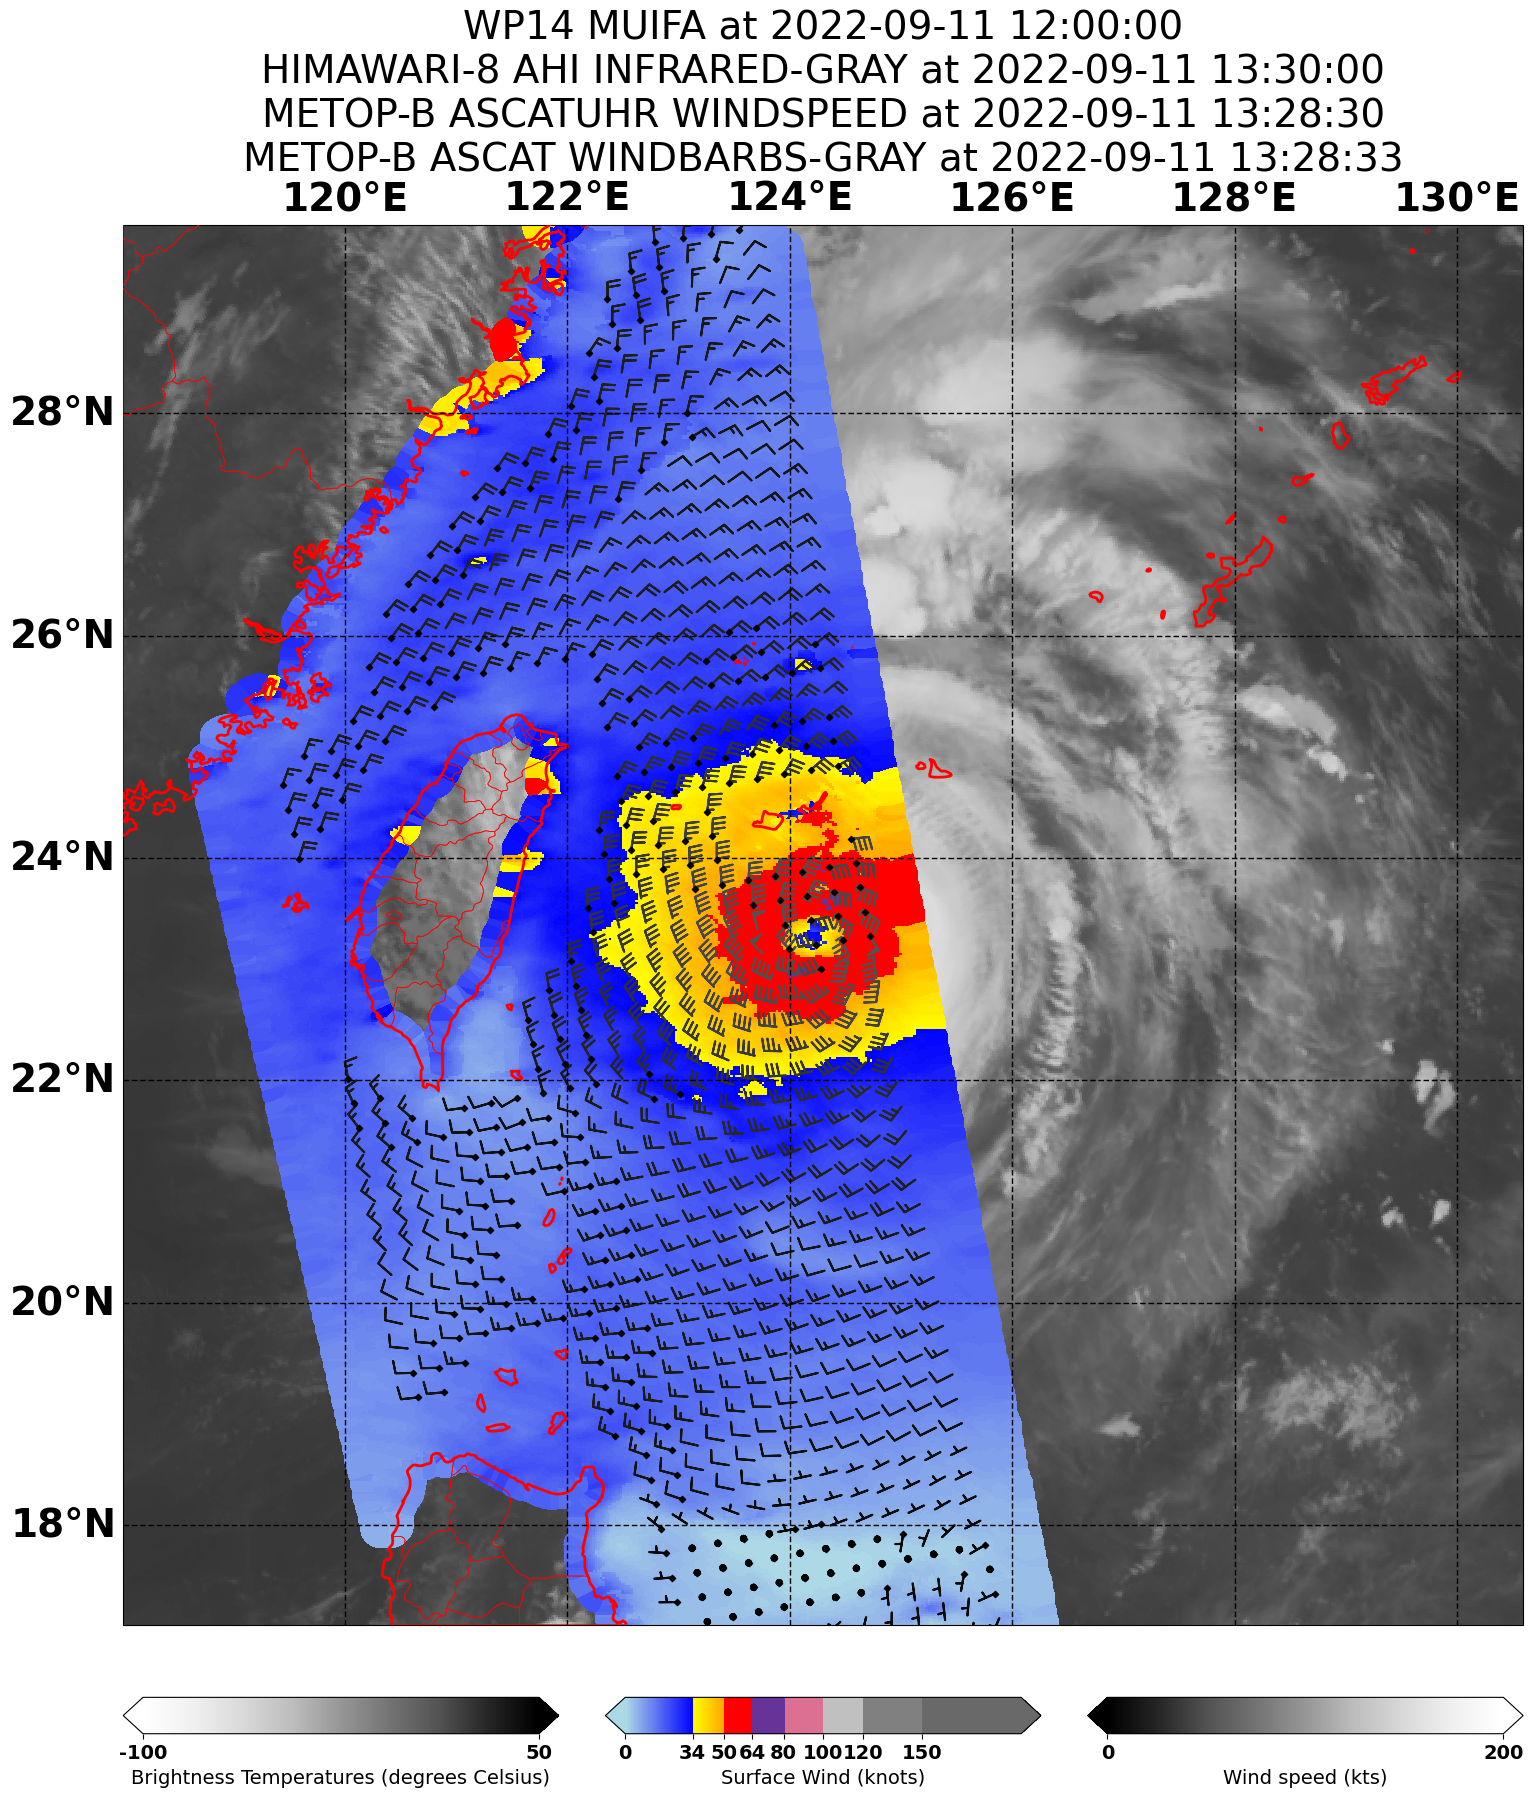 WP14 MUIFA at 2022-09-11 12:00:00
HIMAWARI-8 AHI INFRARED-GRAY at 2022-09-11 13:30:00
METOP-B ASCATUHR WINDSPEED at 2022-09-11 13:28:30
METOP-B ASCAT WINDBARBS-GRAY at 2022-09-11 13:28:33
120°E 122°E 124°E 126°E 128°E 130°E
28°N
26°N
24°N
22°N
20°N
18°N
-100 50 0 34 50 64 80 100 120 150 0 200
Brightness Temperatures (degrees Celsius) Surface Wind (knots) Wind speed (kts)